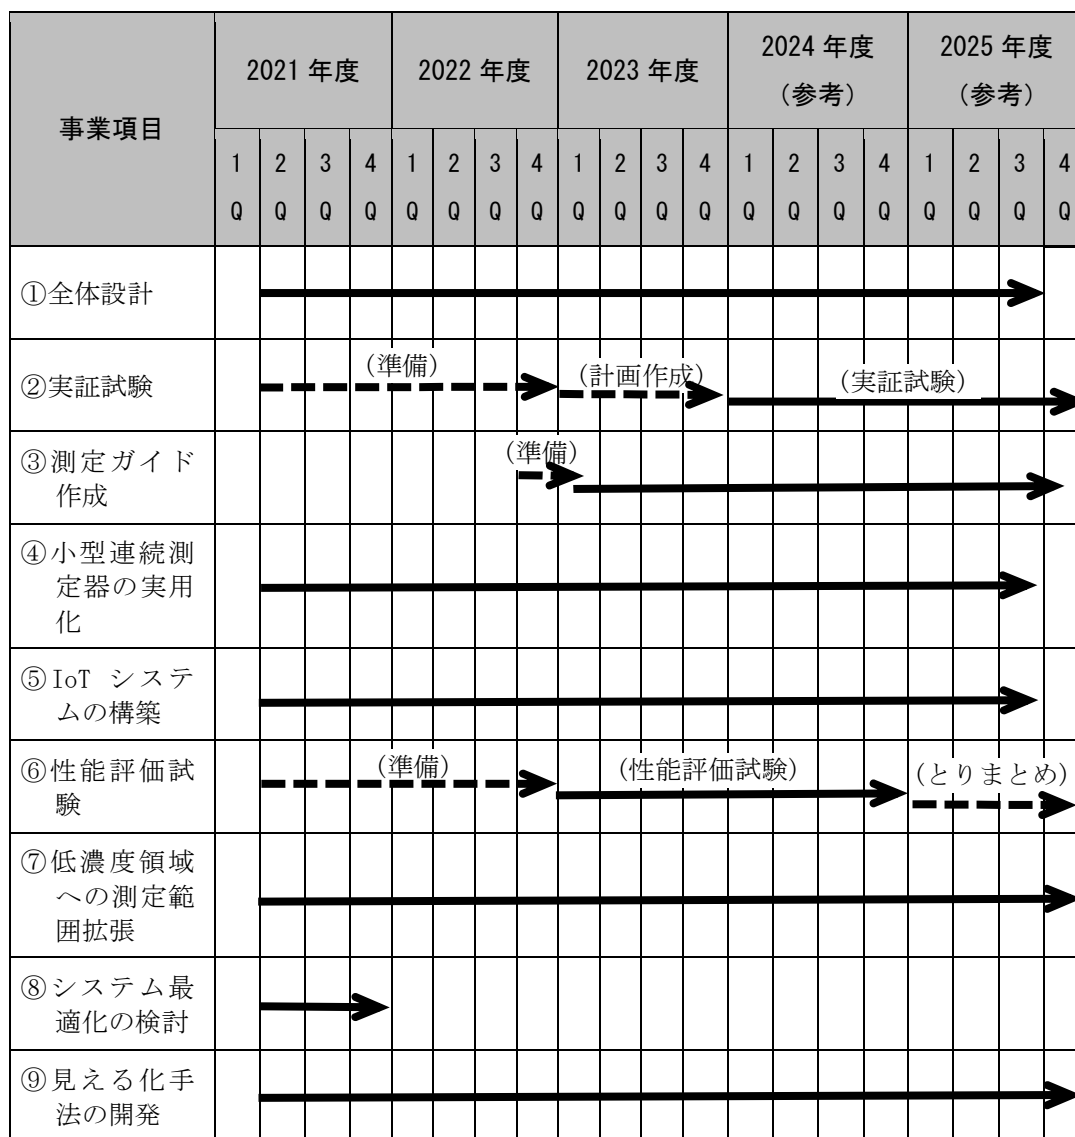 事業項目
2021 年度
2022 年度
2023 年度
2024 年度
（参考）
2025 年度
（参考）
1 2 3 4 1 2 3 4 1 2 3 4 1 2 3 4 1 2 3 4
Q Q Q Q Q Q Q Q Q Q Q Q Q Q Q Q Q Q Q Q
①全体設計
②実証試験
(準備)
(計画作成)
(実証試験)
③測定ガイド
作成
(準備)
④小型連続測
定器の実用
化
⑤IoT システ
ムの構築
⑥性能評価試
験
(準備)
(性能評価試験)
(とりまとめ)
⑦低濃度領域
への測定範
囲拡張
⑧システム最
適化の検討
⑨見える化手
法の開発